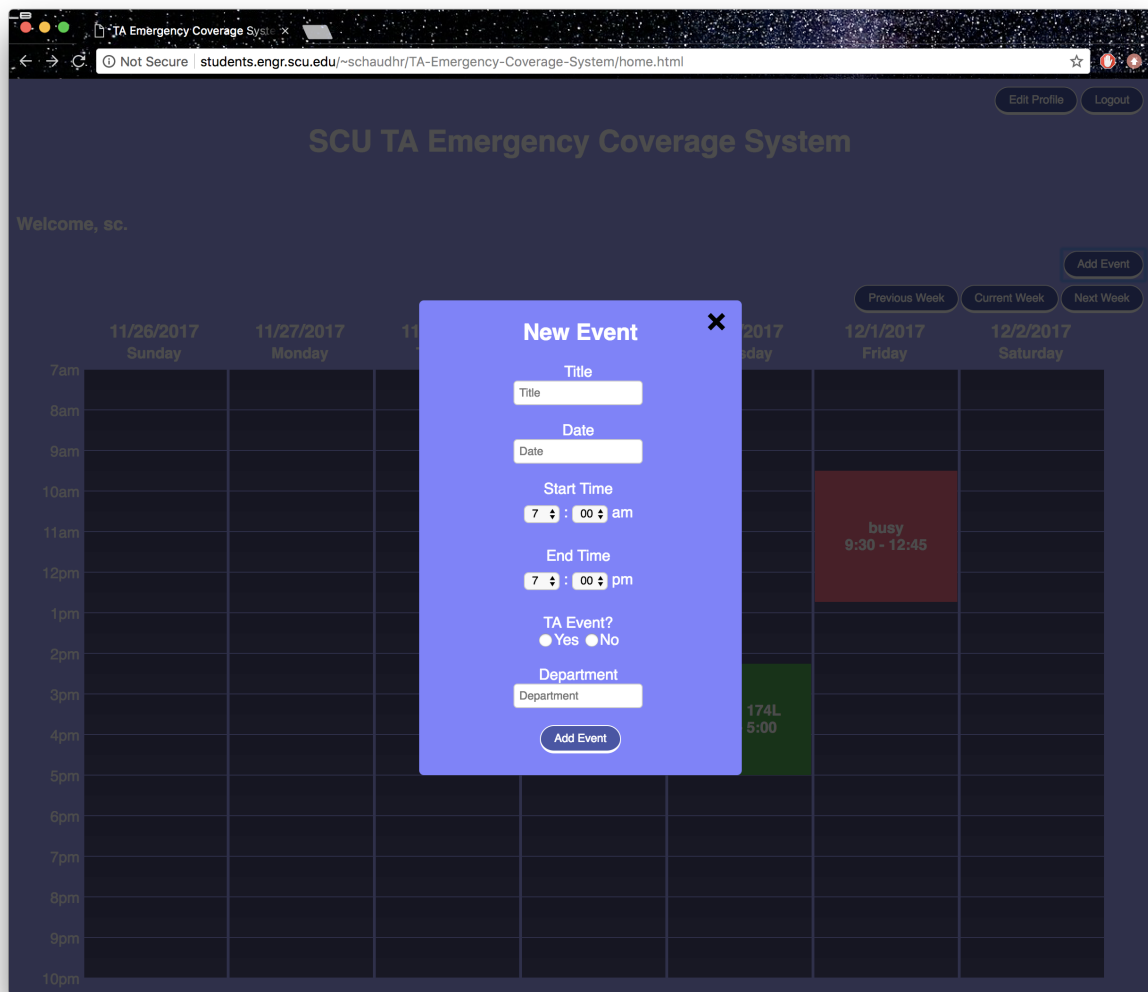 TA Emergency Coverage Syste
Not Secure students.engr.scu.edu/~schaudhr/TA-Emergency-Coverage-System/home.html
Edit Profile Logout
SCU TA Emergency Coverage System
Welcome, sc.
Add Event
Previous Week Current Week Next Week
11/26/2017 11/27/2017 11 /2017 12/1/2017 12/2/2017
Sunday Monday sday Friday Saturday
New Event
Title
Title
Date
Date
Start Time
7 : 00 am
End Time
7 : 00 pm
TA Event?
Yes No
Department
Department
Add Event
7am
8am
9am
10am
11am
12pm
1pm
2pm
3pm
4pm
5pm
6pm
7pm
8pm
9pm
10pm
busy
9:30 - 12:45
174L
5:00